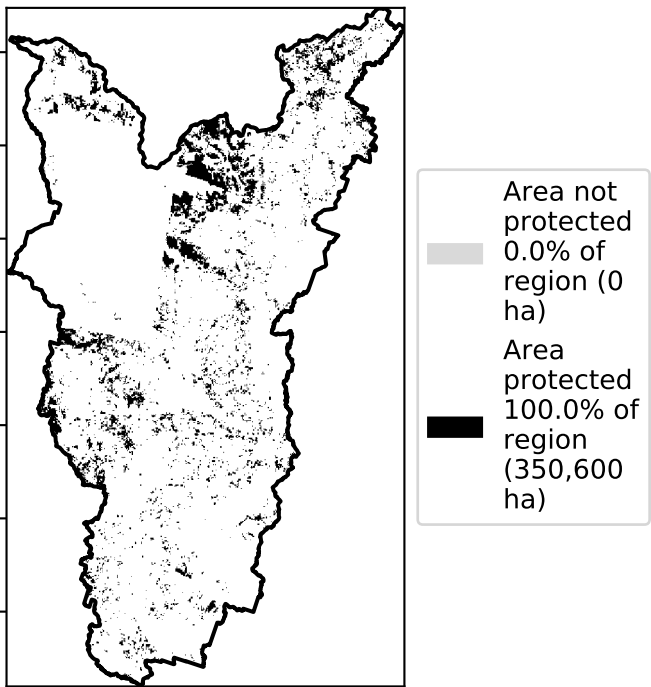 Area not
protected
0.0% of
region (0
ha)
Area
protected
100.0% of
region
(350,600
ha)